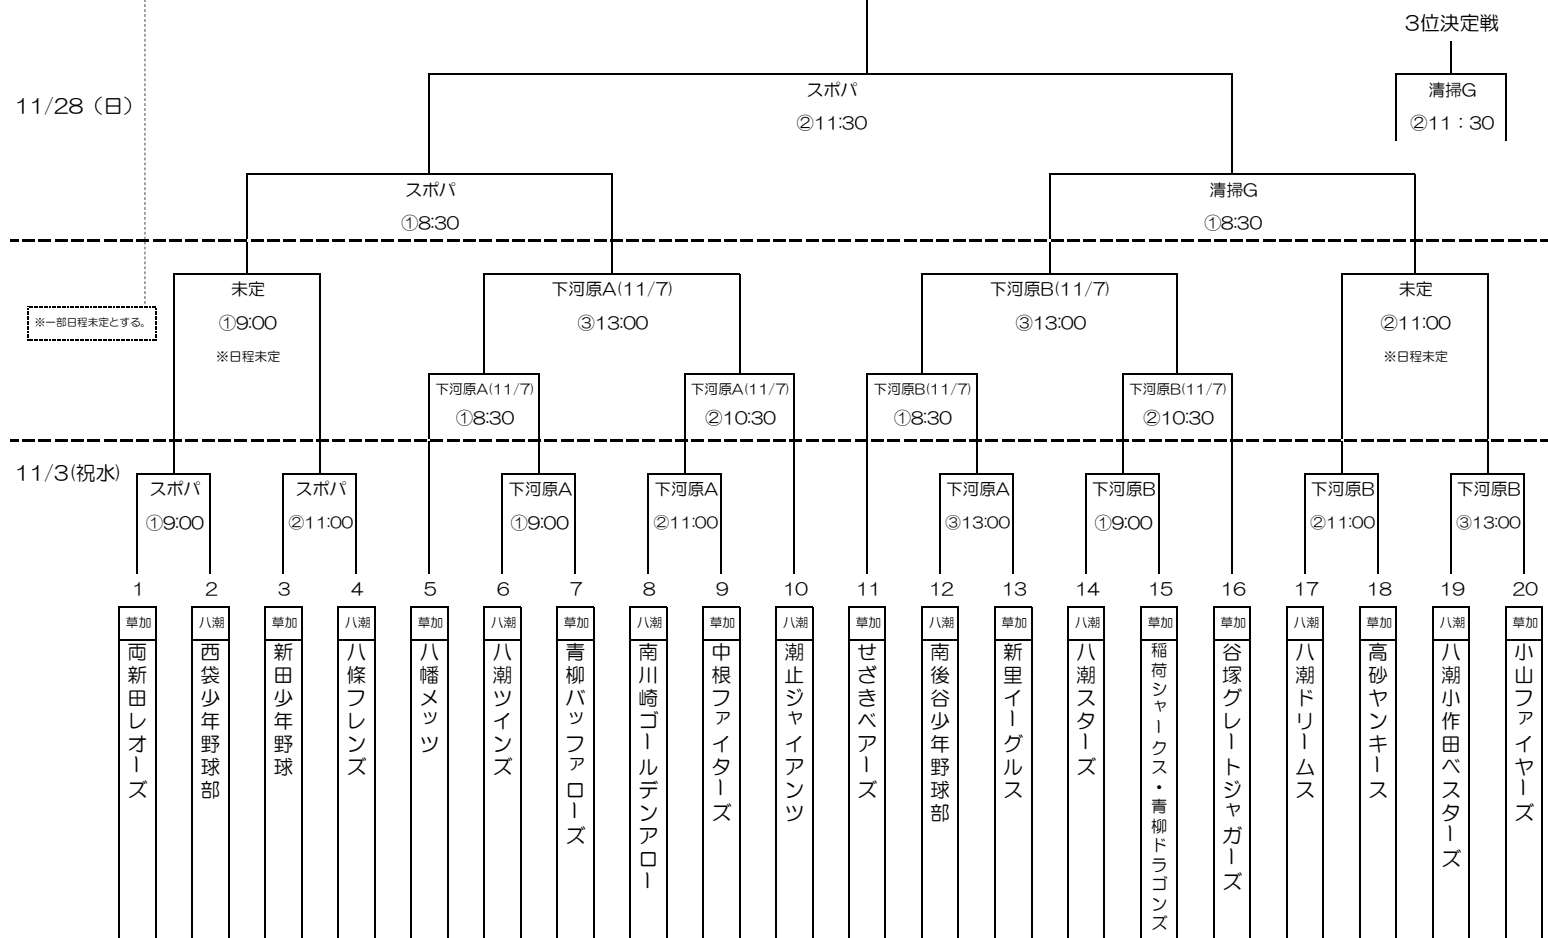 3位決定戦
スポパ
清掃G
11/28（日）
②11:30
②11：30
スポパ
清掃G
①8:30
①8:30
未定
下河原A(11/7)
下河原B(11/7)
未定
※一部日程未定とする。
①9:00
③13:00
③13:00
②11:00
※日程未定
※日程未定
下河原A(11/7)
下河原A(11/7)
下河原B(11/7)
下河原B(11/7)
①8:30
②10:30
①8:30
②10:30
11/3(祝水)
スポパ
スポパ
下河原A
下河原A
下河原A
下河原B
下河原B
下河原B
①9:00
②11:00
①9:00
②11:00
③13:00
①9:00
②11:00
③13:00
1
2
3
4
5
6
7
8
9
10
11
12
13
14
15
16
17
18
19
20
草加
八潮
草加
八潮
草加
八潮
草加
八潮
草加
八潮
草加
八潮
草加
八潮
草加
草加
八潮
草加
八潮
草加
両新田レオーズ
西袋少年野球部
新田少年野球
八條フレンズ
八幡メッツ
八潮ツインズ
青柳バッファローズ
南川崎ゴールデンアロー
中根ファイターズ
潮止ジャイアンツ
せざきベアーズ
南後谷少年野球部
新里イーグルス
八潮スターズ
稲荷シャークス・青柳ドラゴンズ
谷塚グレートジャガーズ
八潮ドリームス
高砂ヤンキース
八潮小作田ベスターズ
小山ファイヤーズ